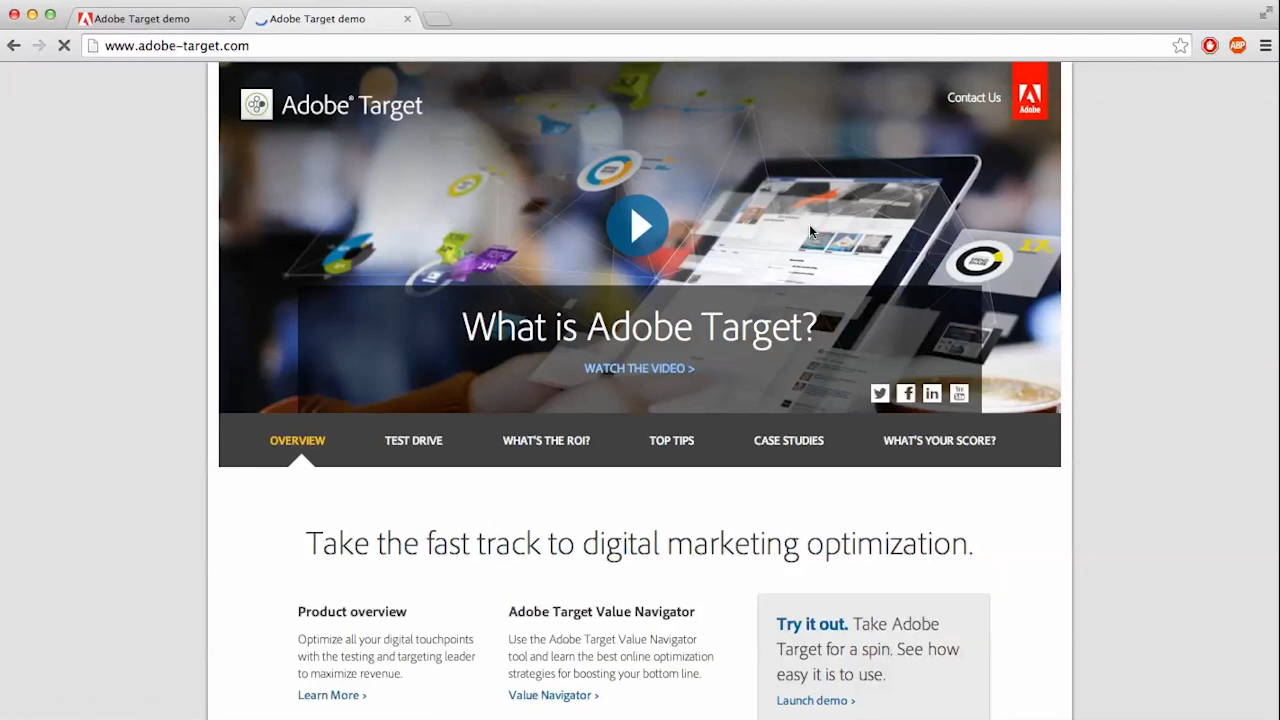 Adobe Target demo
Adobe Target demo
www.adobe-target.com
ABP
Adobe® Target
Contact Us
Adobe
What is Adobe Target?
WATCH THE VIDEO >
You
Tube
OVERVIEW
TEST DRIVE
WHAT'S THE ROI?
TOP TIPS
CASE STUDIES
WHAT'S YOUR SCORE?
Take the fast track to digital marketing optimization.
Product overview
Optimize all your digital touchpoints
with the testing and targeting leader
to maximize revenue.
Learn More ›
Adobe Target Value Navigator
Use the Adobe Target Value Navigator
tool and learn the best online optimization
strategies for boosting your bottom line.
Value Navigator ›
Try it out. Take Adobe
Target for a spin. See how
easy it is to use.
Launch demo ›